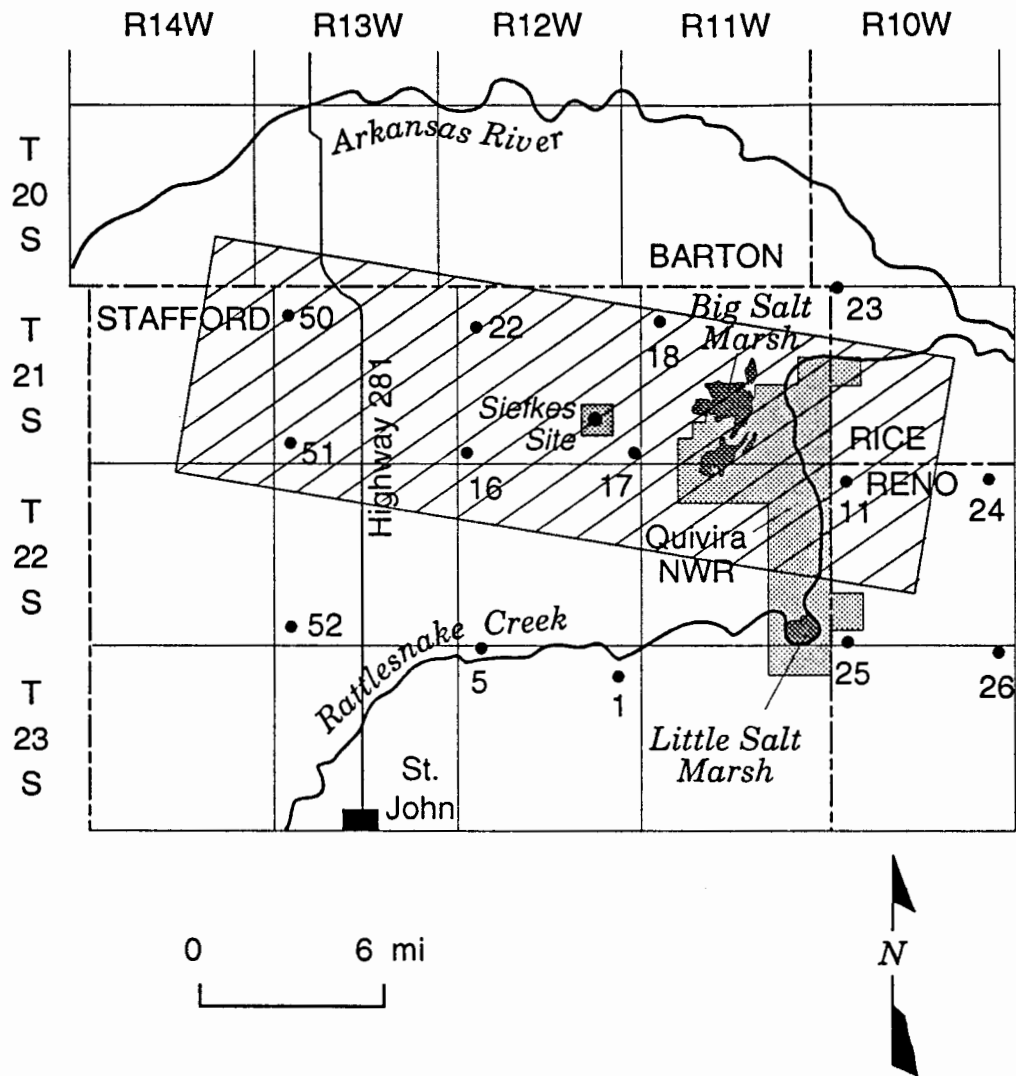 R14W R13W R12W R11W R10W
Arkansas River
T
20
S
BARTON
STAFFORD
50
22
18
Big Salt
Marsh
23
T
21
S
Highway 281
Siefkes
Site
51
16
17
RICE
RENO
11
24
T
22
S
Quivira
NWR
52
Rattlesnake Creek
5
1
25
26
T
23
S
Little Salt
Marsh
St.
John
0 6 mi
N